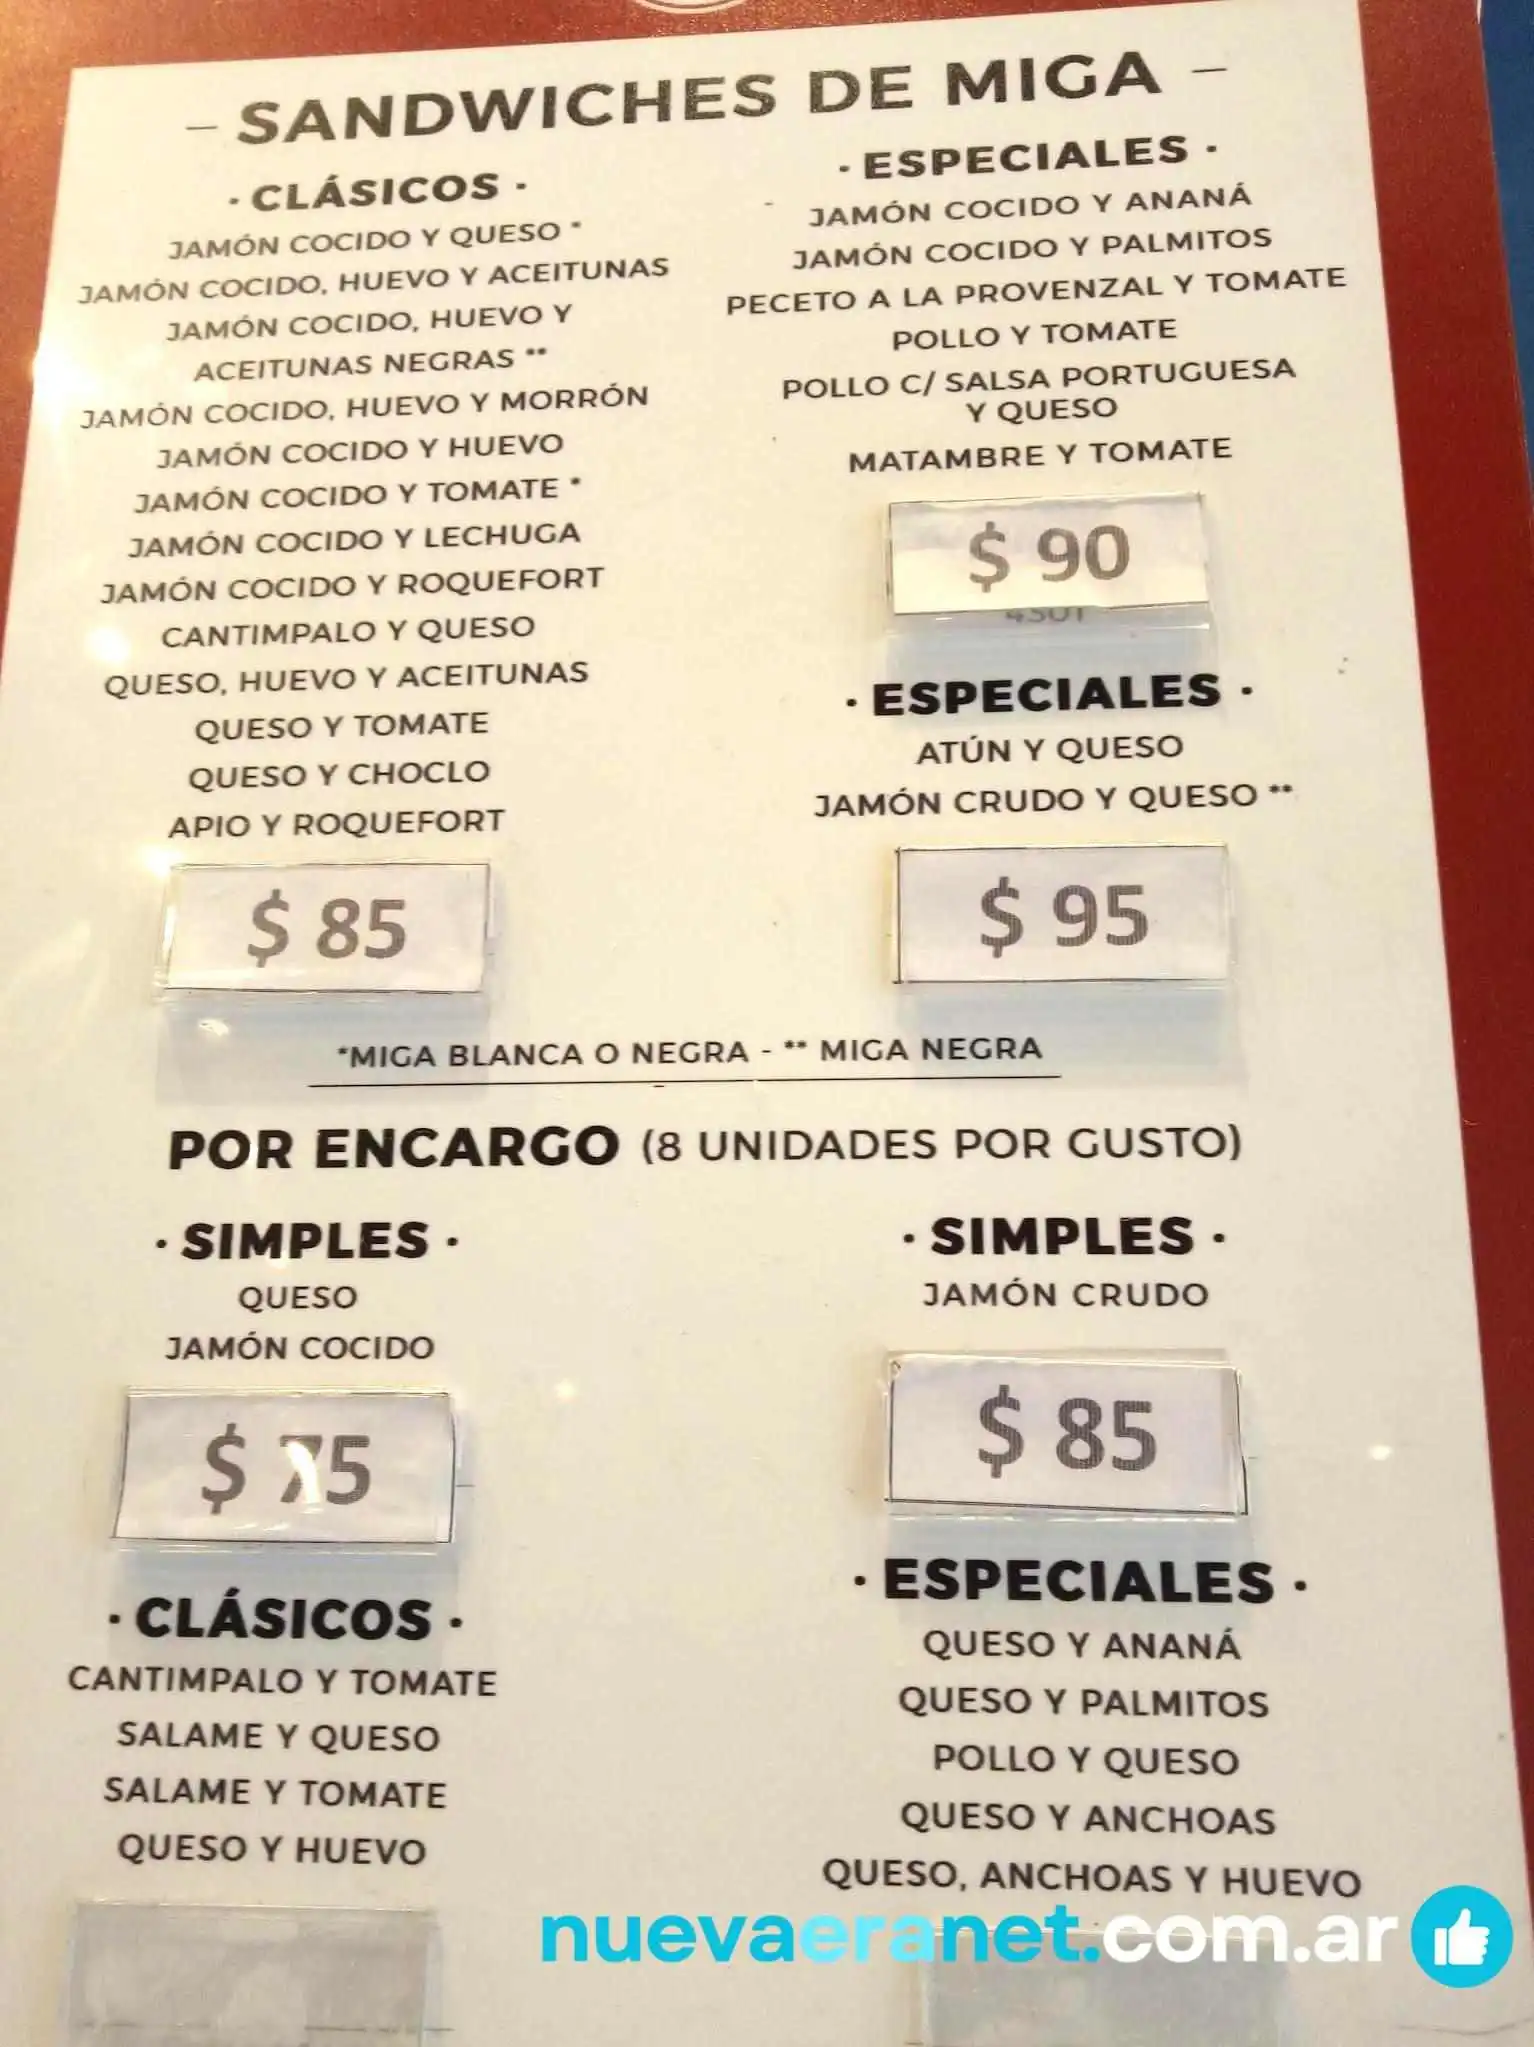 – SANDWICHES DE MIGA –
· CLÁSICOS ·
JAMÓN COCIDO Y QUESO *
JAMÓN COCIDO, HUEVO Y ACEITUNAS
JAMÓN COCIDO, HUEVO Y
ACEITUNAS NEGRAS **
JAMÓN COCIDO, HUEVO Y MORRÓN
JAMÓN COCIDO Y HUEVO
JAMÓN COCIDO Y TOMATE *
JAMÓN COCIDO Y LECHUGA
JAMÓN COCIDO Y ROQUEFORT
CANTIMPALO Y QUESO
QUESO, HUEVO Y ACEITUNAS
QUESO Y TOMATE
QUESO Y CHOCLO
APIO Y ROQUEFORT
$ 85
· ESPECIALES ·
JAMÓN COCIDO Y ANANÁ
JAMÓN COCIDO Y PALMITOS
PECETO A LA PROVENZAL Y TOMATE
POLLO Y TOMATE
POLLO C/ SALSA PORTUGUESA
Y QUESO
MATAMBRE Y TOMATE
$ 90
· ESPECIALES ·
ATÚN Y QUESO
JAMÓN CRUDO Y QUESO **
$ 95
*MIGA BLANCA O NEGRA - ** MIGA NEGRA
POR ENCARGO (8 UNIDADES POR GUSTO)
· SIMPLES ·
QUESO
JAMÓN COCIDO
$ 75
· CLÁSICOS ·
CANTIMPALO Y TOMATE
SALAME Y QUESO
SALAME Y TOMATE
QUESO Y HUEVO
· SIMPLES ·
JAMÓN CRUDO
$ 85
· ESPECIALES ·
QUESO Y ANANÁ
QUESO Y PALMITOS
POLLO Y QUESO
QUESO Y ANCHOAS
QUESO, ANCHOAS Y HUEVO
nuevaeranet.com.ar